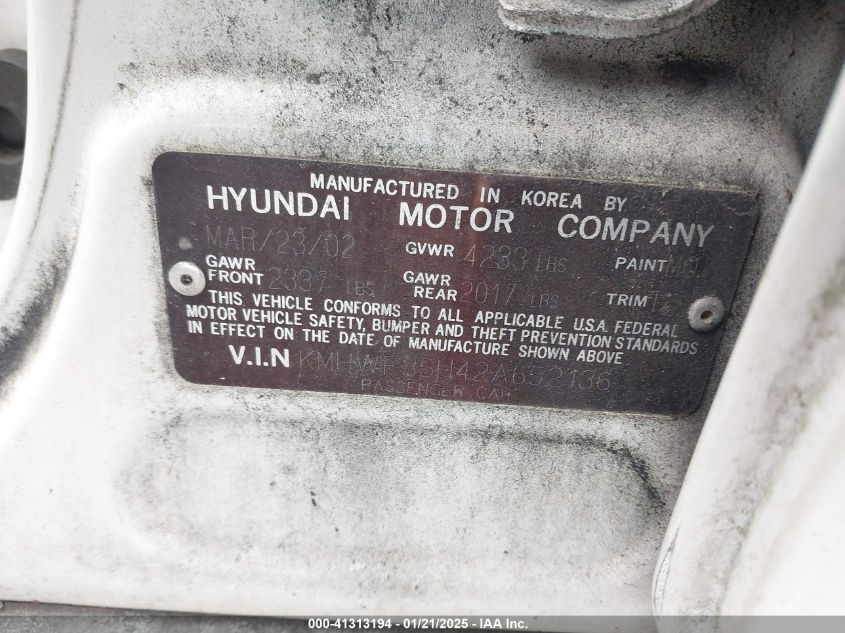 MANUFACTURED IN KOREA BY
HYUNDAI MOTOR COMPANY
MAR/23/02 GVWR 4233 LBS PAINT
GAWR FRONT 2337 LBS GAWR REAR 2017 LBS TRIM
THIS VEHICLE CONFORMS TO ALL APPLICABLE U.S.A. FEDERAL
MOTOR VEHICLE SAFETY, BUMPER AND THEFT PREVENTION STANDARDS
IN EFFECT ON THE DATE OF MANUFACTURE SHOWN ABOVE
V.I.N KMHWF35H42A652136
PASSENGER CAR
000-41313194 - 01/21/2025 - IAA Inc.